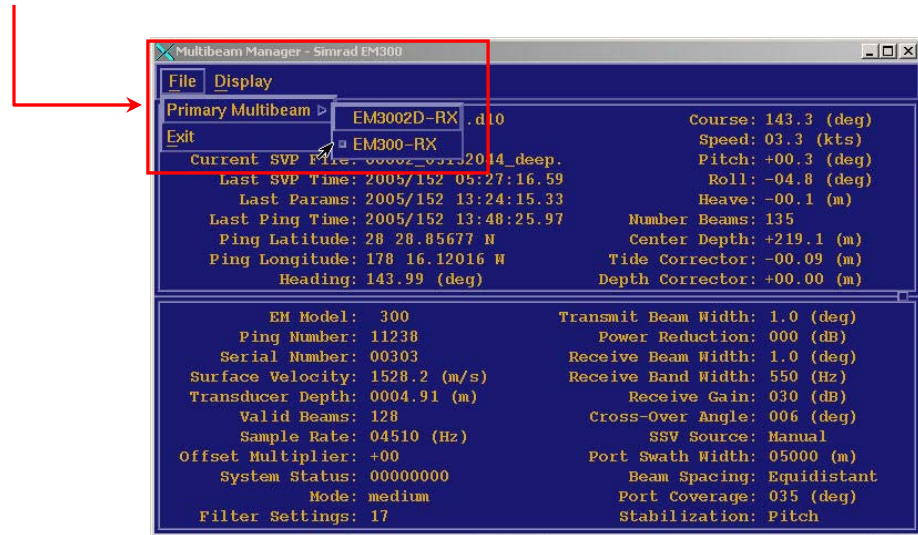 Multibeam Manager - Simrad EM300
File Display
Primary Multibeam
Exit
EM3002D-RX
EM300-RX
.d10
Course: 143.3 (deg)
Speed: 03.3 (kts)
Current SVP File: 00002_05152044_deep. Pitch: +00.3 (deg)
Last SVP Time: 2005/152 05:27:16.59 Roll: -04.8 (deg)
Last Params: 2005/152 13:24:15.33 Heave: -00.1 (m)
Last Ping Time: 2005/152 13:48:25.97 Number Beams: 135
Ping Latitude: 28 28.85677 N Center Depth: +219.1 (m)
Ping Longitude: 178 16.12016 W Tide Corrector: -00.09 (m)
Heading: 143.99 (deg) Depth Corrector: +00.00 (m)
EM Model: 300 Transmit Beam Width: 1.0 (deg)
Ping Number: 11238 Power Reduction: 000 (dB)
Serial Number: 00303 Receive Beam Width: 1.0 (deg)
Surface Velocity: 1528.2 (m/s) Receive Band Width: 550 (Hz)
Transducer Depth: 0004.91 (m) Receive Gain: 030 (dB)
Valid Beams: 128 Cross-Over Angle: 006 (deg)
Sample Rate: 04510 (Hz) SSV Source: Manual
Offset Multiplier: +00 Port Swath Width: 05000 (m)
System Status: 00000000 Beam Spacing: Equidistant
Mode: medium Port Coverage: 035 (deg)
Filter Settings: 17 Stabilization: Pitch